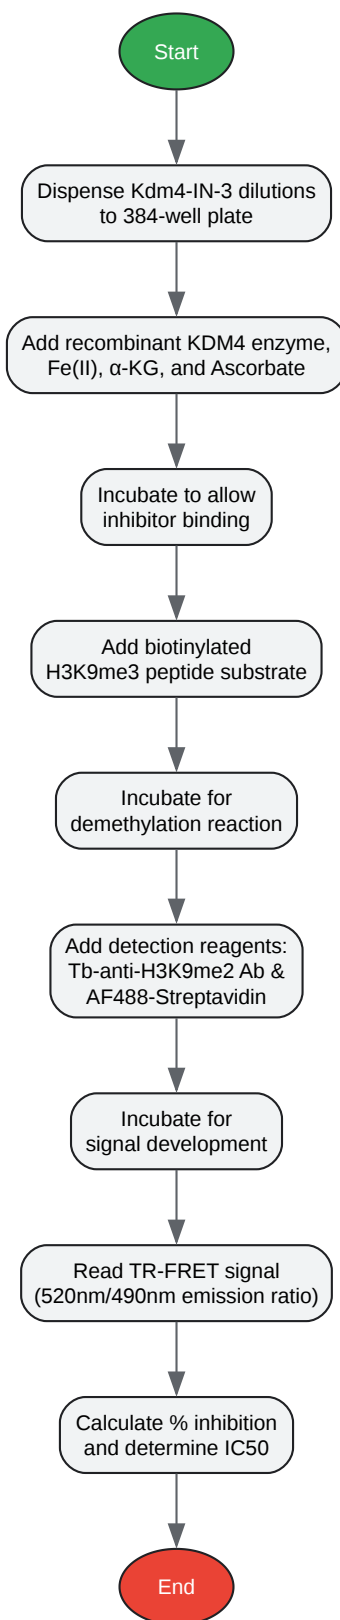 Start
Dispense Kdm4-IN-3 dilutions
to 384-well plate
Add recombinant KDM4 enzyme,
Fe(II), α-KG, and Ascorbate
Incubate to allow
inhibitor binding
Add biotinylated
H3K9me3 peptide substrate
Incubate for
demethylation reaction
Add detection reagents:
Tb-anti-H3K9me2 Ab &
AF488-Streptavidin
Incubate for
signal development
Read TR-FRET signal
(520nm/490nm emission ratio)
Calculate % inhibition
and determine IC50
End